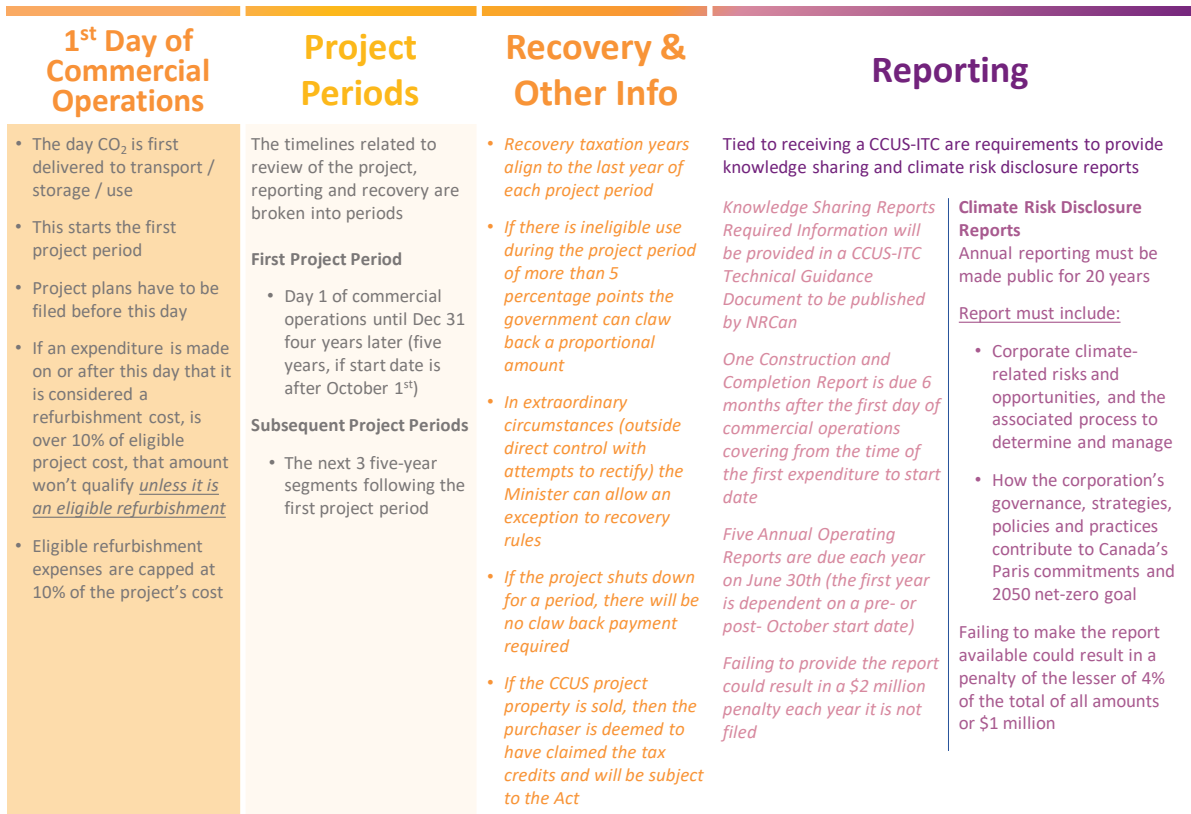 1st Day of
Commercial
Operations
• The day CO2 is first
delivered to transport /
storage / use
• This starts the first
project period
• Project plans have to be
filed before this day
• If an expenditure is made
on or after this day that it
is considered a
refurbishment cost, is
over 10% of eligible
project cost, that amount
won't qualify unless it is
an eligible refurbishment
• Eligible refurbishment
expenses are capped at
10% of the project's cost
Project
Periods
The timelines related to
review of the project,
reporting and recovery are
broken into periods
First Project Period
• Day 1 of commercial
operations until Dec 31
four years later (five
years, if start date is
after October 1st)
Subsequent Project Periods
• The next 3 five-year
segments following the
first project period
Recovery &
Other Info
• Recovery taxation years
align to the last year of
each project period
• If there is ineligible use
during the project period
of more than 5
percentage points the
government can claw
back a proportional
amount
• In extraordinary
circumstances (outside
direct control with
attempts to rectify) the
Minister can allow an
exception to recovery
rules
• If the project shuts down
for a period, there will be
no claw back payment
required
• If the CCUS project
property is sold, then the
purchaser is deemed to
have claimed the tax
credits and will be subject
to the Act
Reporting
Tied to receiving a CCUS-ITC are requirements to provide
knowledge sharing and climate risk disclosure reports
Knowledge Sharing Reports
Required Information will
be provided in a CCUS-ITC
Technical Guidance
Document to be published
by NRCan
One Construction and
Completion Report is due 6
months after the first day of
commercial operations
covering from the time of
the first expenditure to start
date
Five Annual Operating
Reports are due each year
on June 30th (the first year
is dependent on a pre- or
post- October start date)
Failing to provide the report
could result in a $2 million
penalty each year it is not
filed
Climate Risk Disclosure
Reports
Annual reporting must be
made public for 20 years
Report must include:
• Corporate climate-
related risks and
opportunities, and the
associated process to
determine and manage
• How the corporation's
governance, strategies,
policies and practices
contribute to Canada's
Paris commitments and
2050 net-zero goal
Failing to make the report
available could result in a
penalty of the lesser of 4%
of the total of all amounts
or $1 million